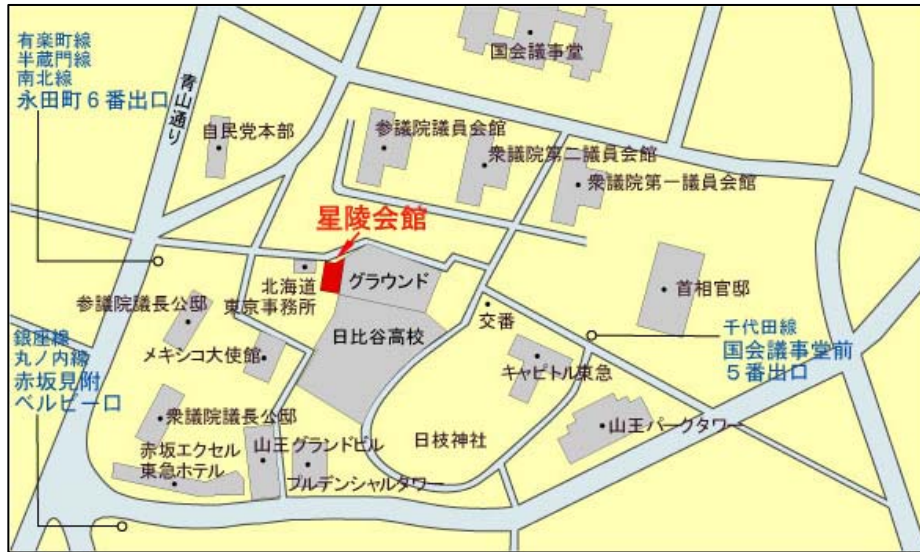 有楽町線
半蔵門線
南北線
永田町6番出口
青山通り
国会議事堂
自民党本部
参議院議員会館
衆議院第二議員会館
衆議院第一議員会館
星陵会館
北海道
東京事務所
グラウンド
参議院議長公邸
日比谷高校
交番
首相官邸
銀座線
丸ノ内線
赤坂見附
ベルビー口
メキシコ大使館
キャピトル東急
千代田線
国会議事堂前
5番出口
衆議院議長公邸
赤坂エクセル
東急ホテル
山王グランドビル
プルデンシャルタワー
日枝神社
山王パークタワー